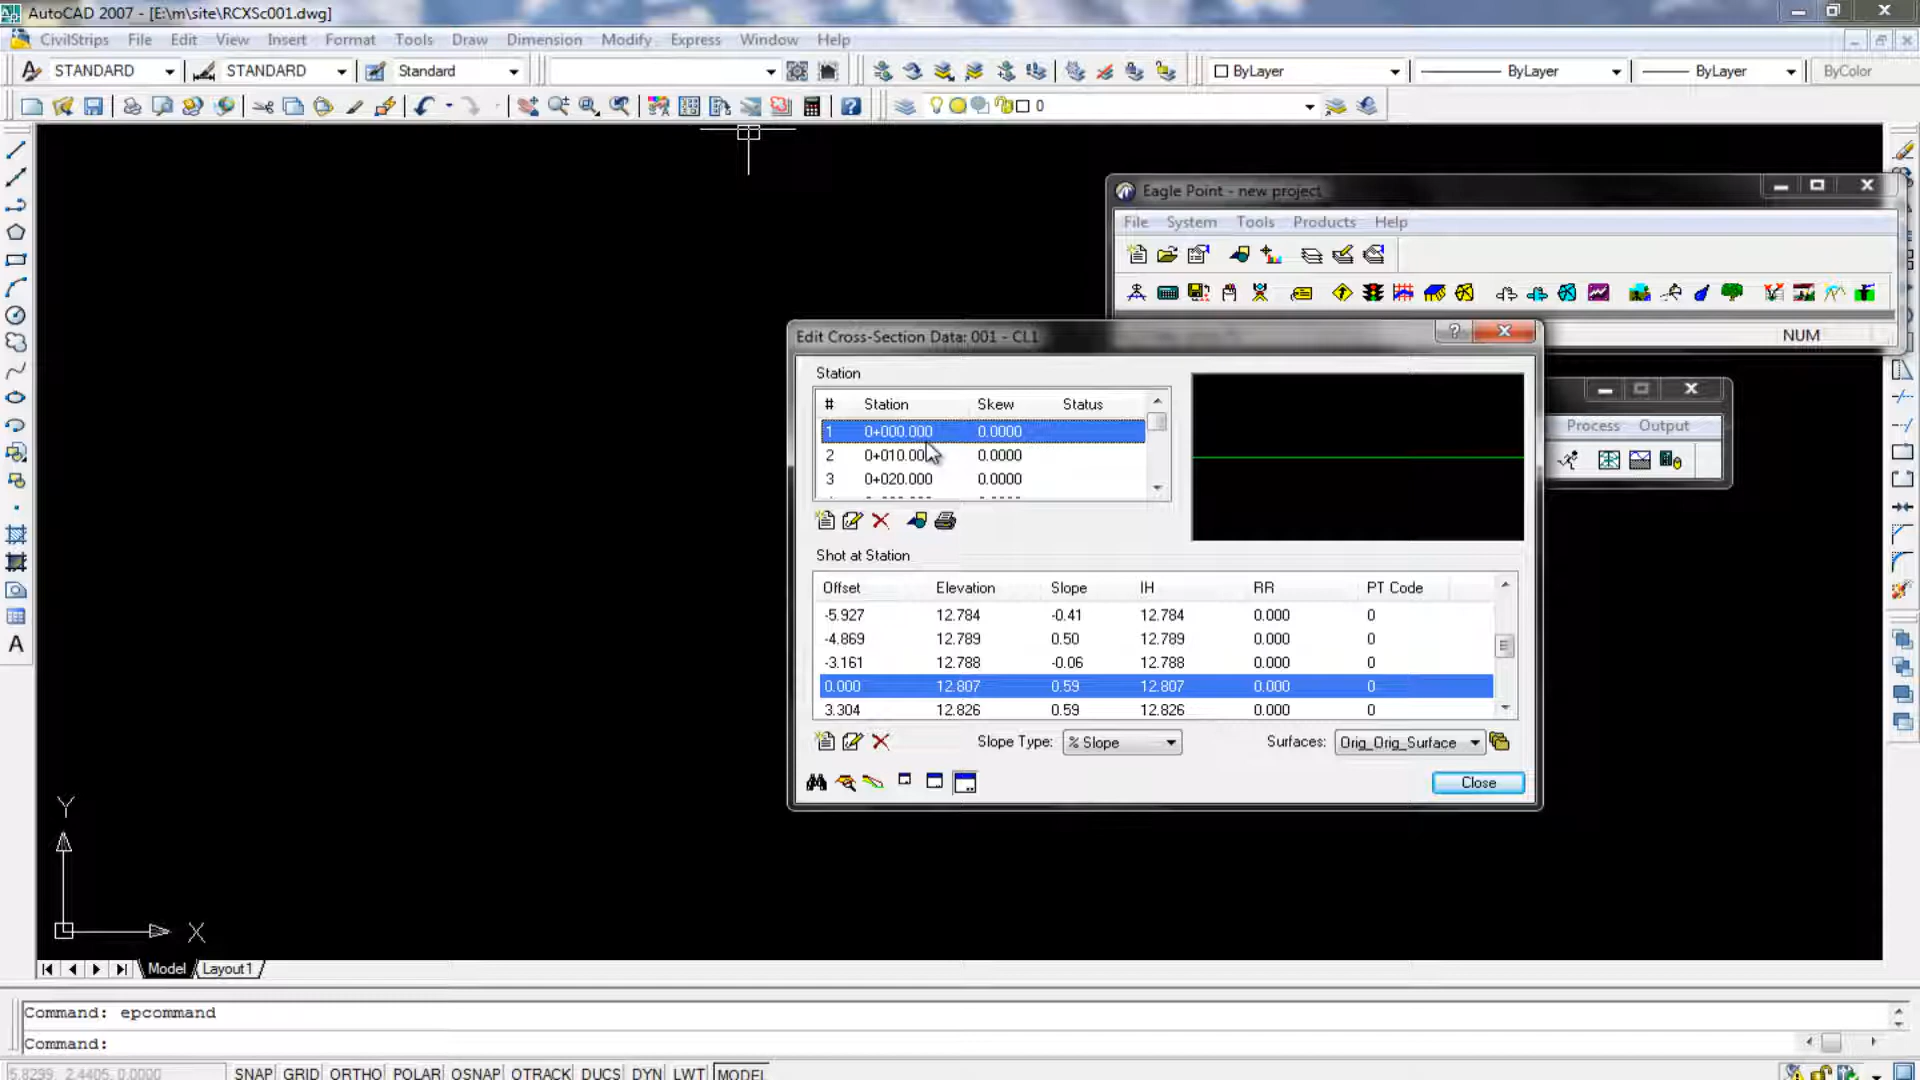 AutoCAD 2007 - [E:\m\site\RCXSc001.dwg]
CivilStrips File Edit View Insert Format Tools Draw Dimension Modify Express Window Help
STANDARD STANDARD Standard ByLayer ByLayer ByLayer ByColor
0
Eagle Point - new project
File System Tools Products Help
NUM
Edit Cross-Section Data: 001 - CL1
Process Output
Station
# Station Skew Status
1 0+000.000 0.0000
2 0+010.00 0.0000
3 0+020.000 0.0000
Shot at Station
Offset Elevation Slope IH RR PT Code
-5.927 12.784 -0.41 12.784 0.000 0
-4.869 12.789 0.50 12.789 0.000 0
-3.161 12.788 -0.06 12.788 0.000 0
0.000 12.807 0.59 12.807 0.000 0
3.304 12.826 0.59 12.826 0.000 0
Slope Type: % Slope Surfaces: Orig_Orig_Surface
Close
Y
X
Model Layout1
Command: epcommand
Command:
5.8299, 2.4405, 0.0000 SNAP GRID ORTHO POLAR OSNAP OTRACK DUCS DYN LWT MODEL